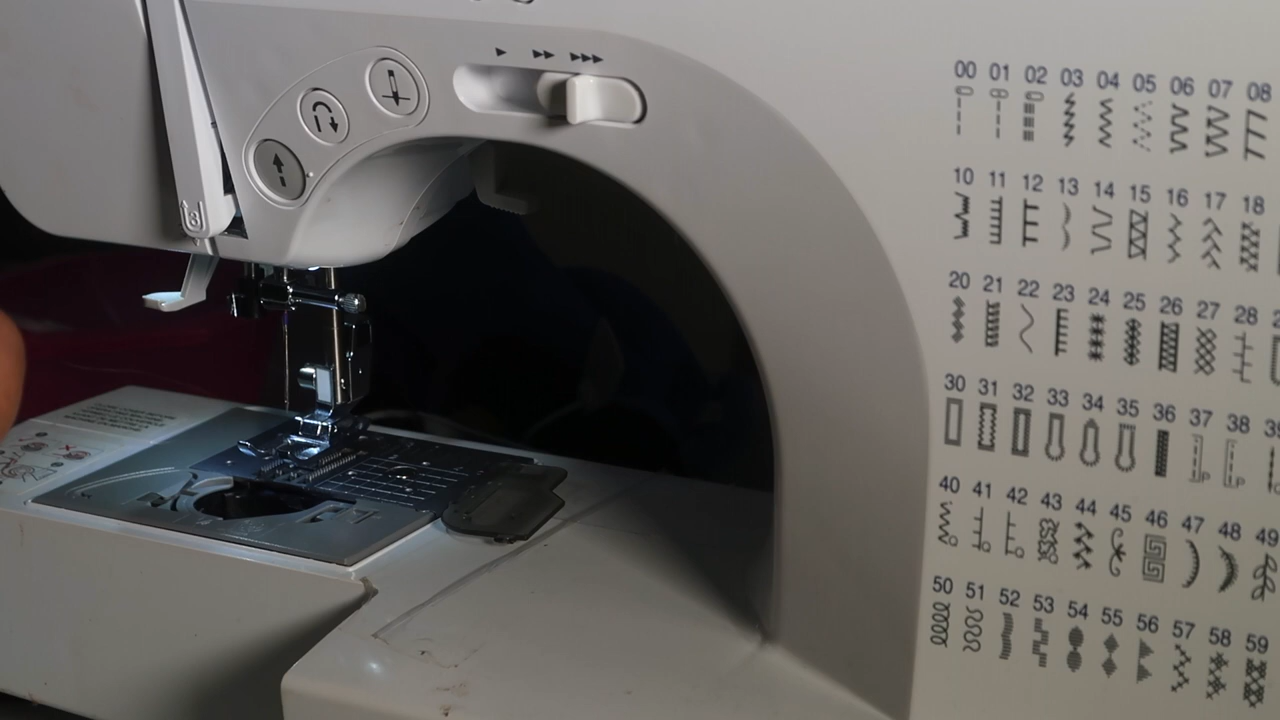 00 01 02 03 04 05 06 07 08
10 11 12 13 14 15 16 17 18
20 21 22 23 24 25 26 27 28
30 31 32 33 34 35 36 37 38
40 41 42 43 44 45 46 47 48 49
50 51 52 53 54 55 56 57 58 59
8